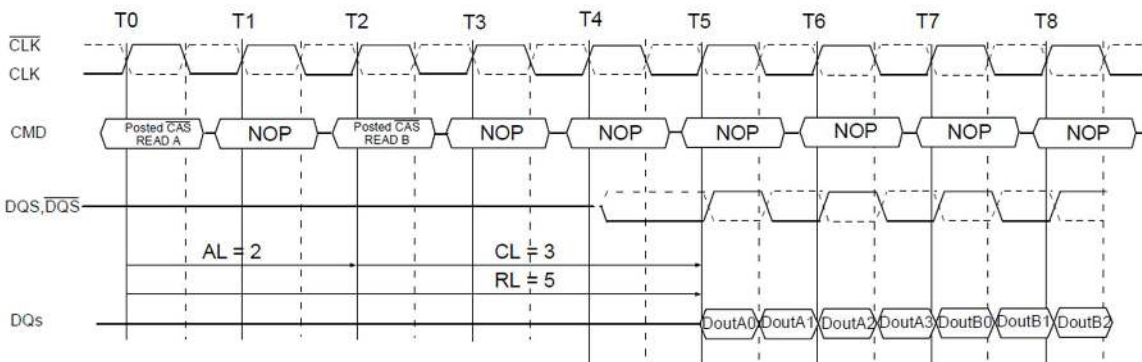 T0 T1 T2 T3 T4 T5 T6 T7 T8
CLK
CLK
CMD Posted CAS READ A NOP Posted CAS READ B NOP NOP NOP NOP NOP NOP
DQS,DQS
AL = 2 CL = 3
RL = 5
DQs DoutA0 DoutA1 DoutA2 DoutA3 DoutB0 DoutB1 DoutB2